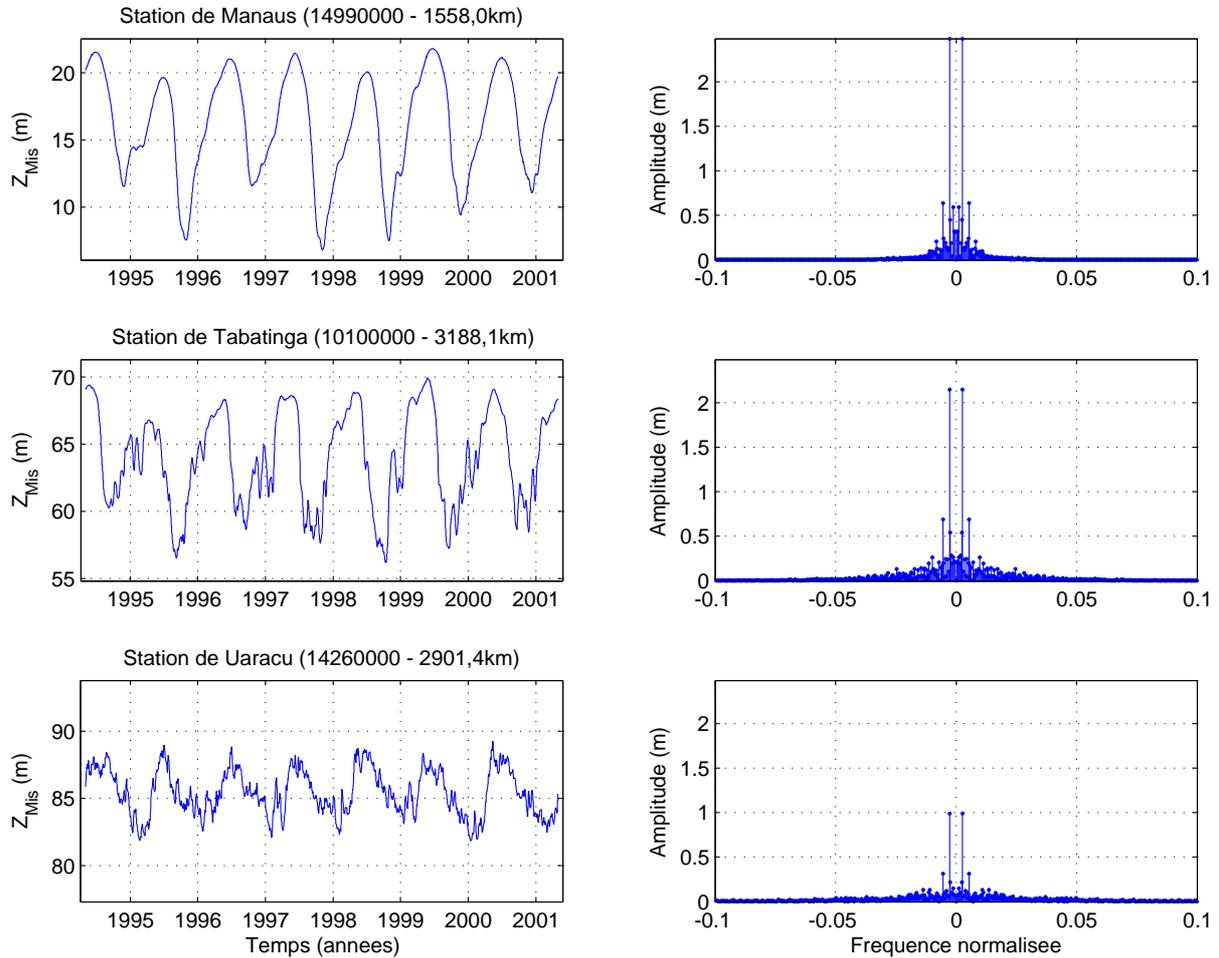 Station de Manaus (14990000 - 1558,0km)
Z_Mis (m)
20
15
10
1995 1996 1997 1998 1999 2000 2001
Amplitude (m)
2
1.5
1
0.5
0
-0.1 -0.05 0 0.05 0.1
Station de Tabatinga (10100000 - 3188,1km)
Z_Mis (m)
70
65
60
55
1995 1996 1997 1998 1999 2000 2001
Amplitude (m)
2
1.5
1
0.5
0
-0.1 -0.05 0 0.05 0.1
Station de Uaracu (14260000 - 2901,4km)
Z_Mis (m)
90
85
80
1995 1996 1997 1998 1999 2000 2001
Temps (annees)
Amplitude (m)
2
1.5
1
0.5
0
-0.1 -0.05 0 0.05 0.1
Frequence normalisee